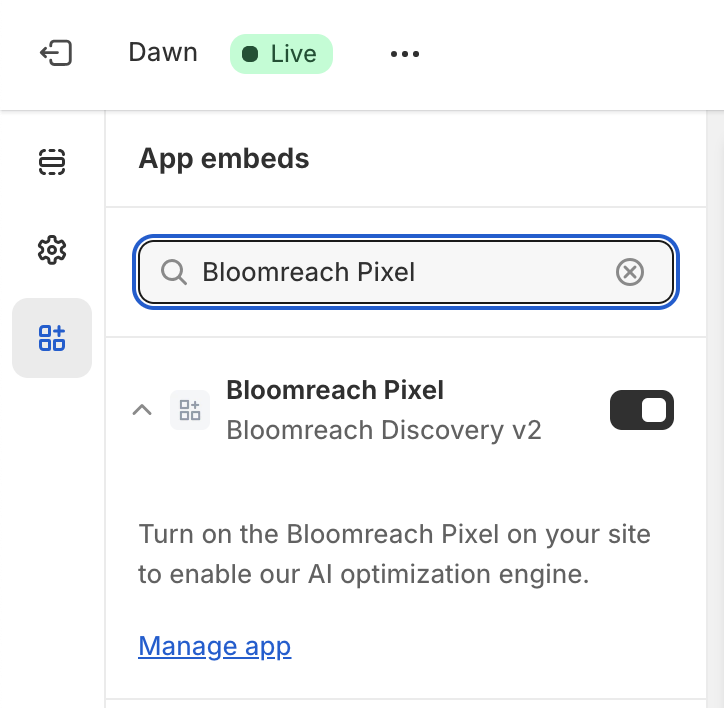 Dawn
Live
App embeds
Bloomreach Pixel
Bloomreach Pixel
Bloomreach Discovery v2
Turn on the Bloomreach Pixel on your site
to enable our AI optimization engine.
Manage app